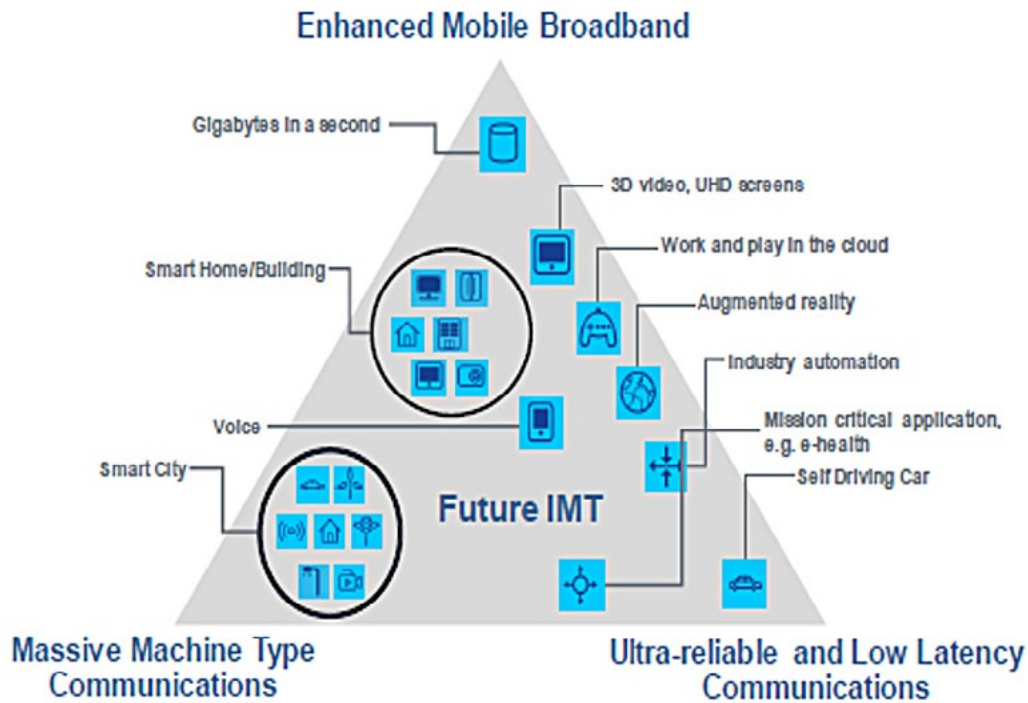 Enhanced Mobile Broadband
Gigabytes in a second
3D video, UHD screens
Work and play in the cloud
Smart Home/Building
Augmented reality
Industry automation
Voice
Mission critical application,
e.g. e-health
Smart City
Self Driving Car
Future IMT
Massive Machine Type
Communications
Ultra-reliable and Low Latency
Communications